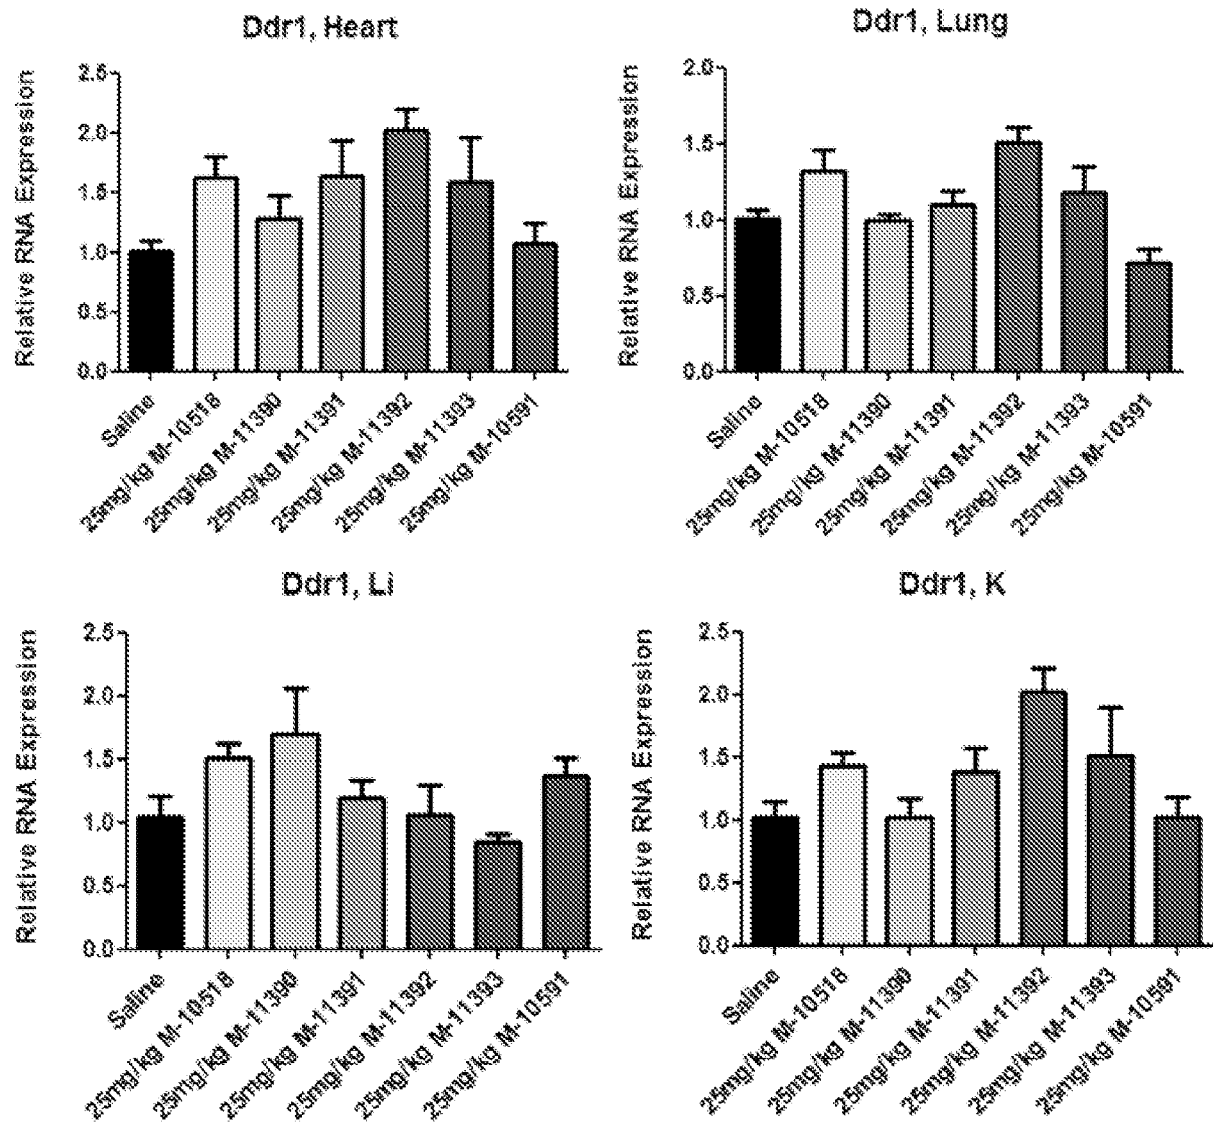 Ddr1, Heart
Relative RNA Expression
2.5
2.0
1.5
1.0
0.5
0.0
Saline
25mg/kg M-10518
25mg/kg M-11390
25mg/kg M-11391
25mg/kg M-11392
25mg/kg M-11393
25mg/kg M-10591
Ddr1, Lung
Relative RNA Expression
2.0
1.5
1.0
0.5
0.0
Saline
25mg/kg M-10518
25mg/kg M-11390
25mg/kg M-11391
25mg/kg M-11392
25mg/kg M-11393
25mg/kg M-10591
Ddr1, Li
Relative RNA Expression
2.5
2.0
1.5
1.0
0.5
0.0
Saline
25mg/kg M-10518
25mg/kg M-11390
25mg/kg M-11391
25mg/kg M-11392
25mg/kg M-11393
25mg/kg M-10591
Ddr1, K
Relative RNA Expression
2.5
2.0
1.5
1.0
0.5
0.0
Saline
25mg/kg M-10518
25mg/kg M-11390
25mg/kg M-11391
25mg/kg M-11392
25mg/kg M-11393
25mg/kg M-10591